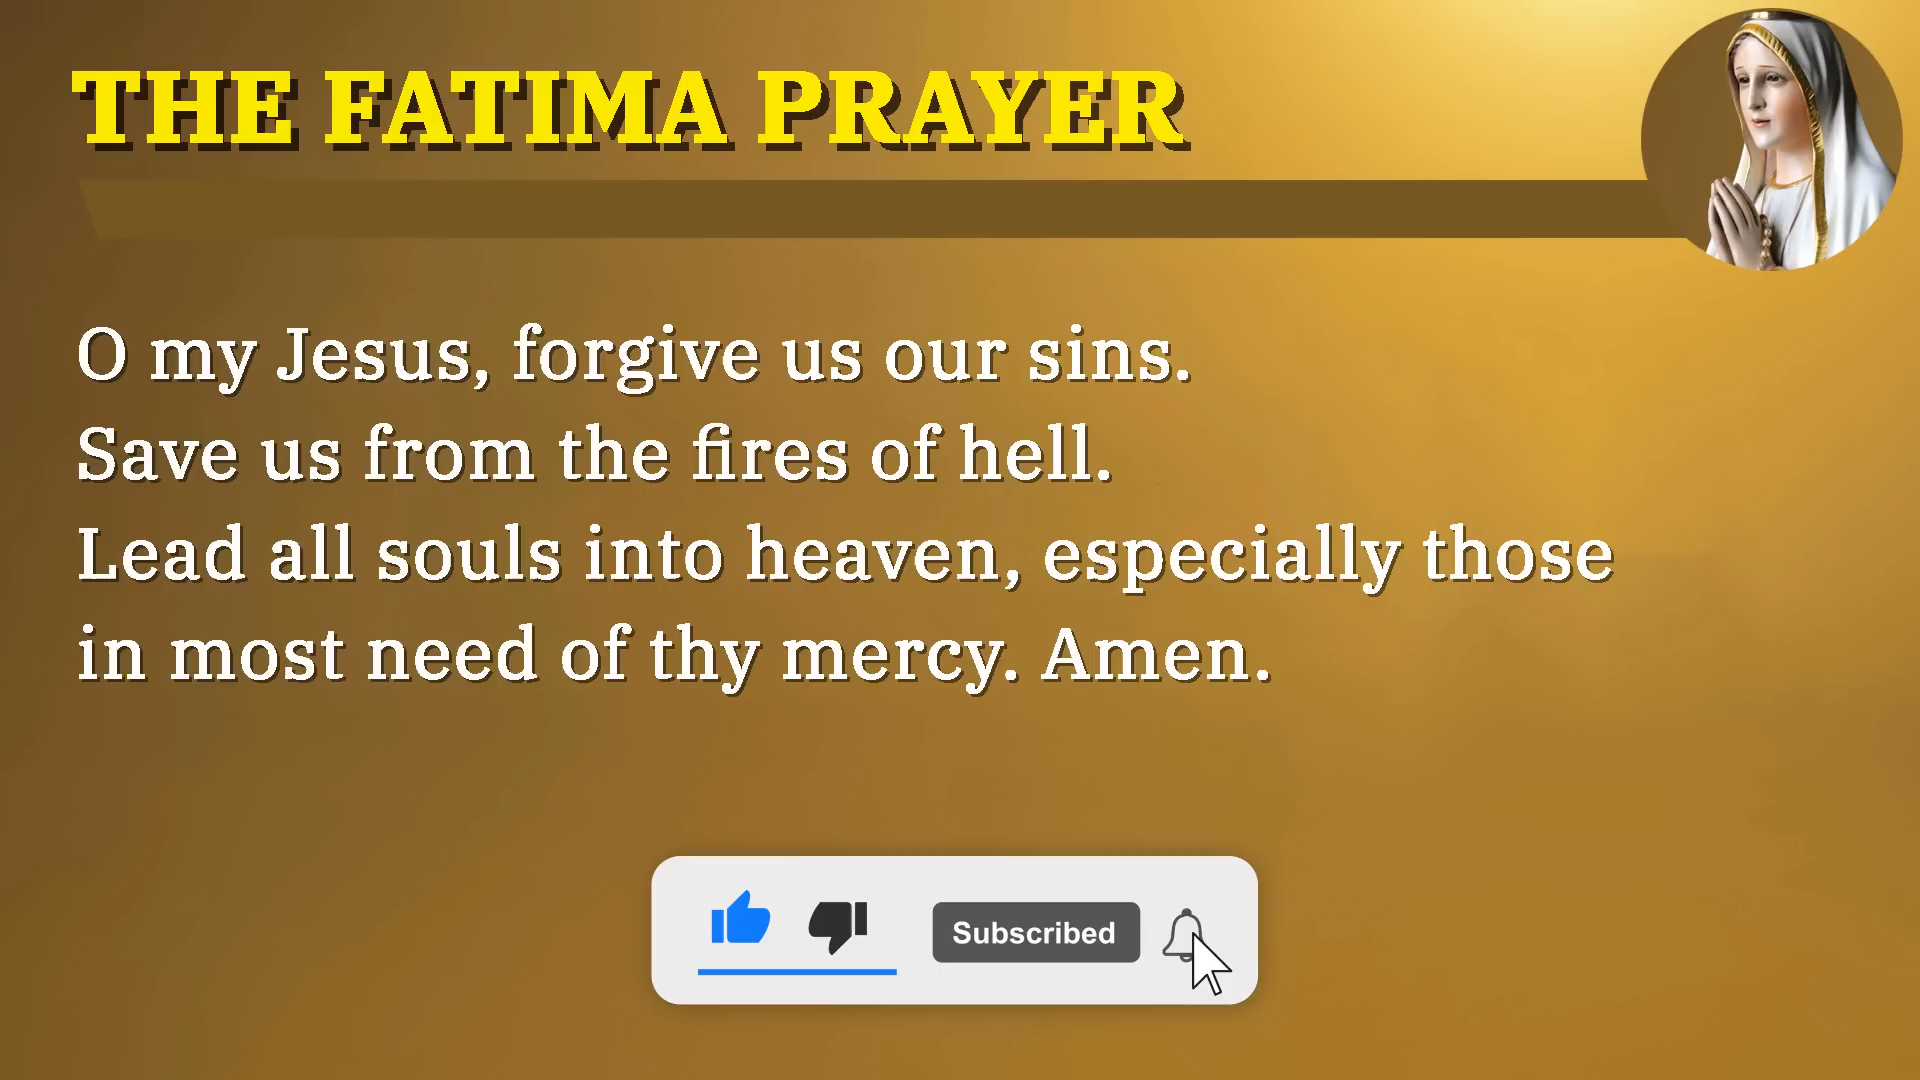 THE FATIMA PRAYER
O my Jesus, forgive us our sins.
Save us from the fires of hell.
Lead all souls into heaven, especially those
in most need of thy mercy. Amen.
Subscribed